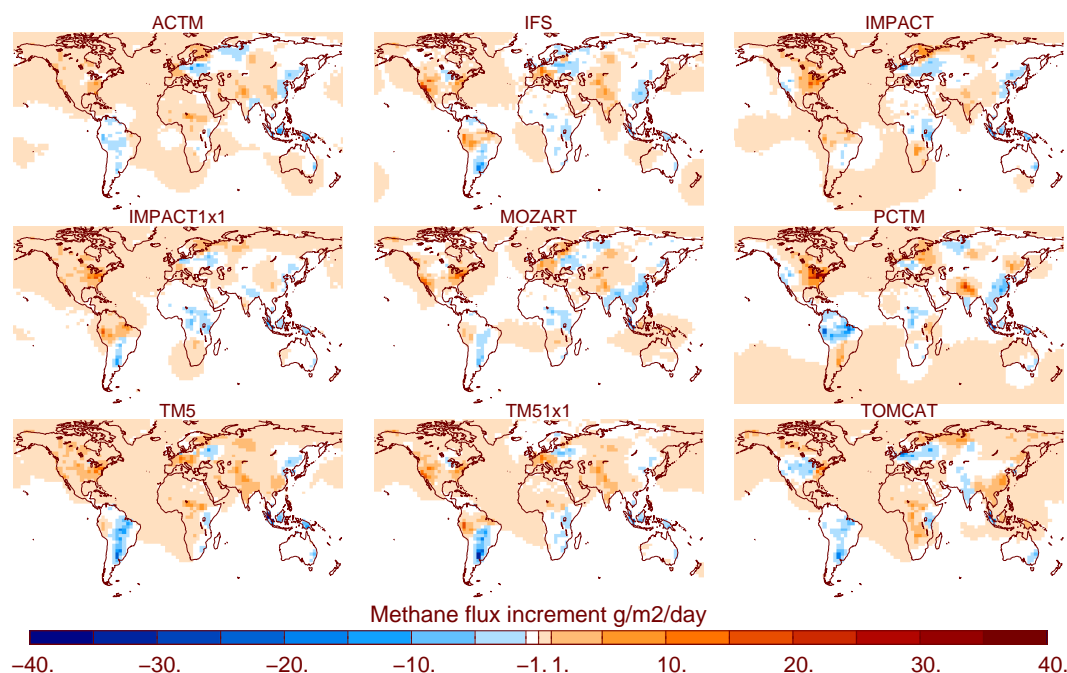 ACTM IFS IMPACT
IMPACT1x1 MOZART PCTM
TM5 TM51x1 TOMCAT
Methane flux increment g/m2/day
−40. −30. −20. −10. −1. 1. 10. 20. 30. 40.